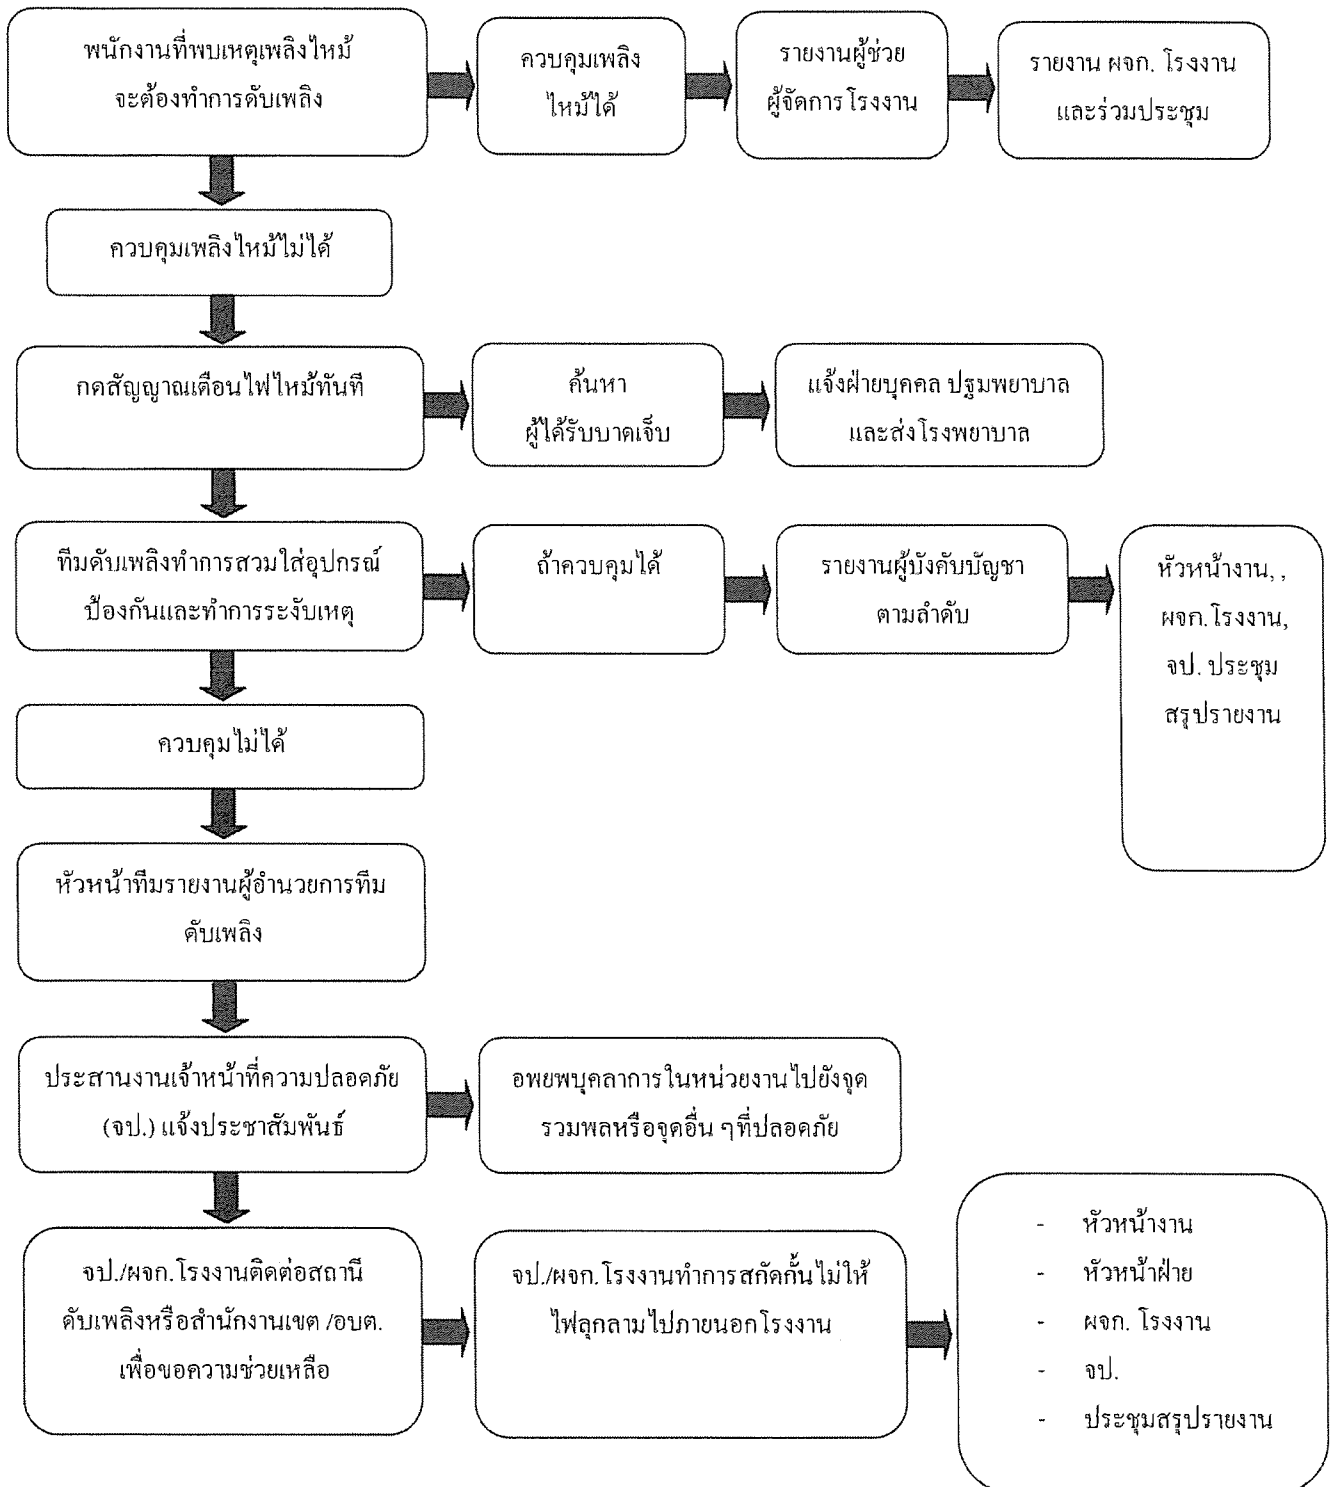 พนักงานที่พบเหตุเพลิงไหม้
จะต้องทำการดับเพลิง
ควบคุมเพลิง
ไหม้ได้
รายงานผู้ช่วย
ผู้จัดการโรงงาน
รายงาน ผจก. โรงงาน
และร่วมประชุม
ควบคุมเพลิงไหม้ไม่ได้
กดสัญญาณเตือนไฟไหม้ทันที
ค้นหา
ผู้ได้รับบาดเจ็บ
แจ้งฝ่ายบุคคล ปฐมพยาบาล
และส่งโรงพยาบาล
ทีมดับเพลิงทำการสวมใส่อุปกรณ์
ป้องกันและทำการระงับเหตุ
ถ้าควบคุมได้
รายงานผู้บังคับบัญชา
ตามลำดับ
หัวหน้างาน, ,
ผจก.โรงงาน,
จป. ประชุม
สรุปรายงาน
ควบคุมไม่ได้
หัวหน้าทีมรายงานผู้อำนวยการทีม
ดับเพลิง
ประสานงานเจ้าหน้าที่ความปลอดภัย
(จป.) แจ้งประชาสัมพันธ์
อพยพบุคลาการในหน่วยงานไปยังจุด
รวมพลหรือจุดอื่น ๆที่ปลอดภัย
จป./ผจก.โรงงานติดต่อสถานี
ดับเพลิงหรือสำนักงานเขต /อบต.
เพื่อขอความช่วยเหลือ
จป./ผจก.โรงงานทำการสกัดกั้นไม่ให้
ไฟลุกลามไปภายนอกโรงงาน
- หัวหน้างาน
- หัวหน้าฝ่าย
- ผจก. โรงงาน
- จป.
- ประชุมสรุปรายงาน